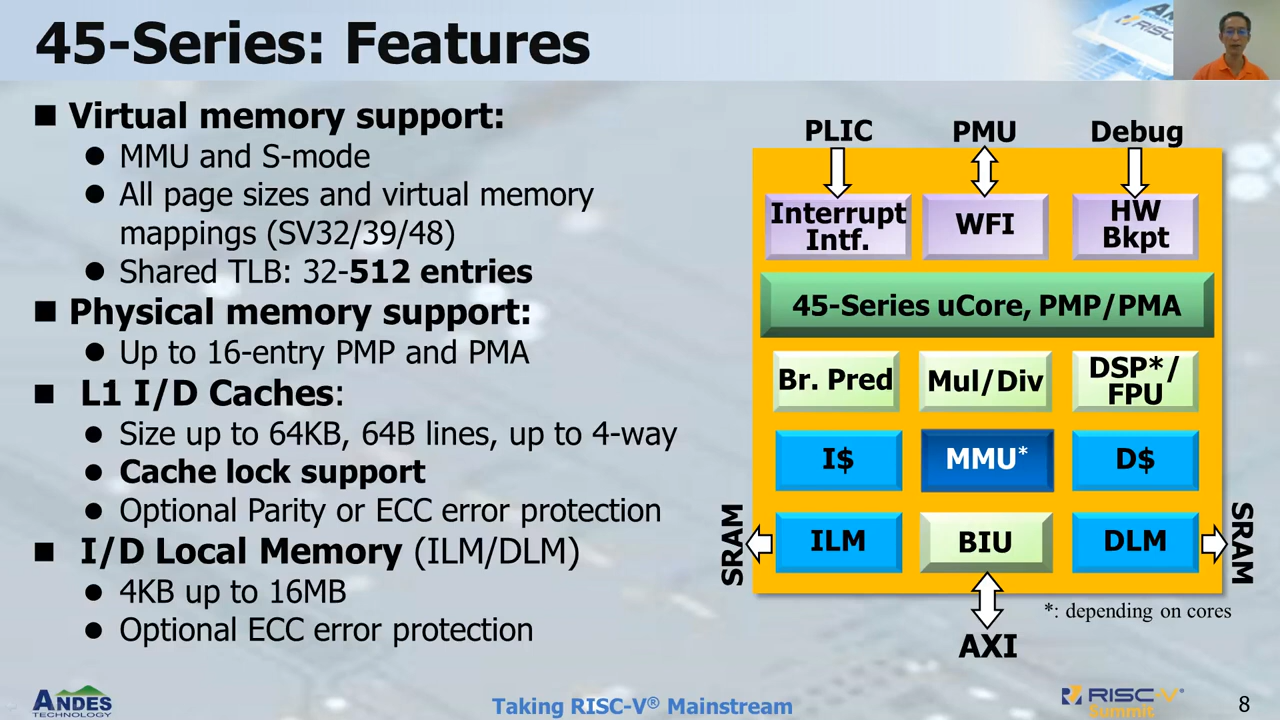 45-Series: Features
Virtual memory support:
MMU and S-mode
All page sizes and virtual memory
mappings (SV32/39/48)
Shared TLB: 32-512 entries
Physical memory support:
Up to 16-entry PMP and PMA
L1 I/D Caches:
Size up to 64KB, 64B lines, up to 4-way
Cache lock support
Optional Parity or ECC error protection
I/D Local Memory (ILM/DLM)
4KB up to 16MB
Optional ECC error protection
PLIC PMU Debug
Interrupt
Intf.
WFI
HW
Bkpt
45-Series uCore, PMP/PMA
Br. Pred
Mul/Div
DSP*/
FPU
I$
MMU*
D$
SRAM
ILM
BIU
DLM
SRAM
*: depending on cores
AXI
ANDES
TECHNOLOGY
Taking RISC-V® Mainstream
RISC-V®
Summit
8